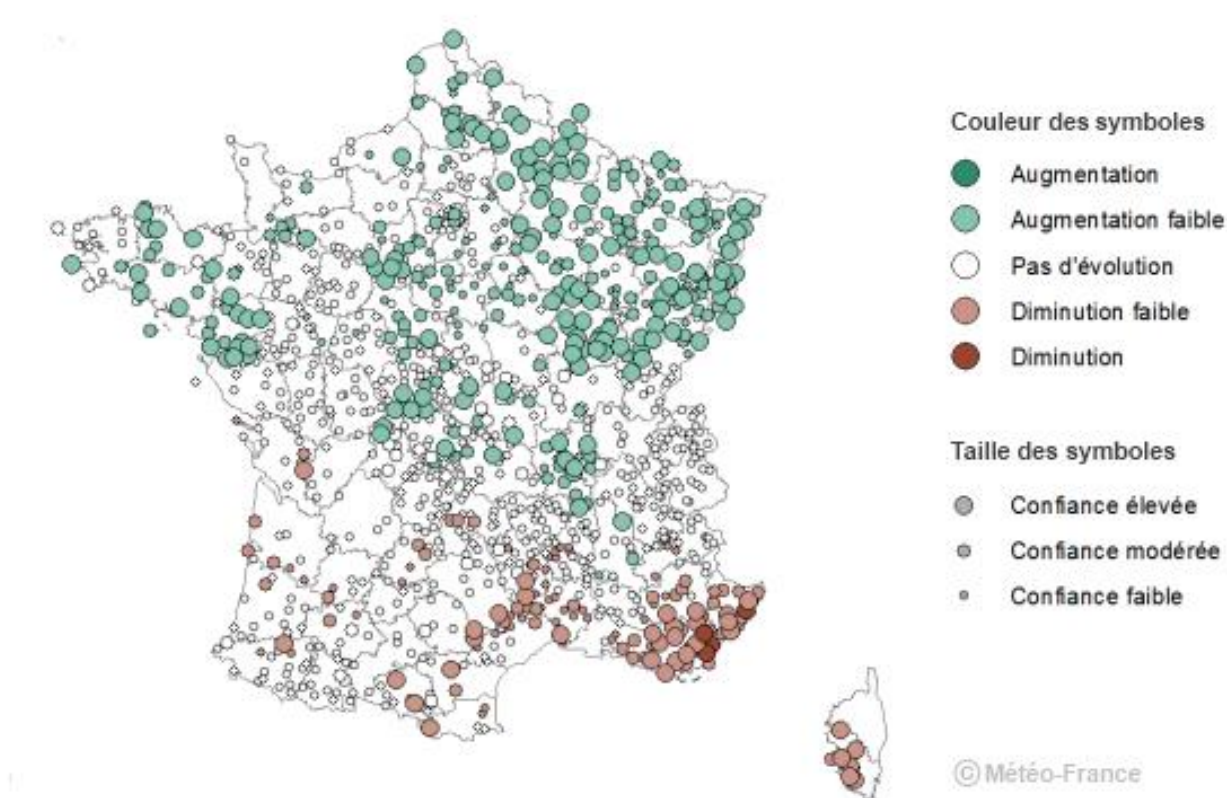 Couleur des symboles
Augmentation
Augmentation faible
Pas d'évolution
Diminution faible
Diminution
Taille des symboles
Confiance élevée
Confiance modérée
Confiance faible
© Météo-France